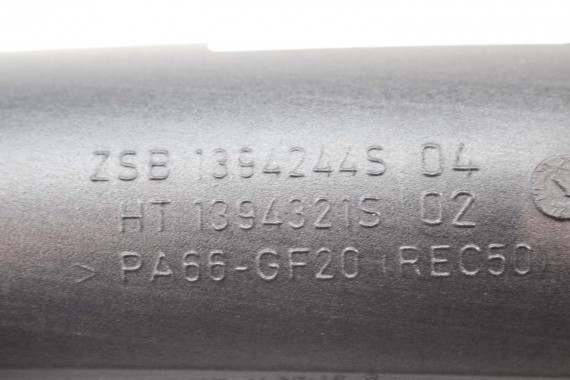 ZSB 1394244S 04
HT 1394321S 02
> PA66-GF20 (REC50)